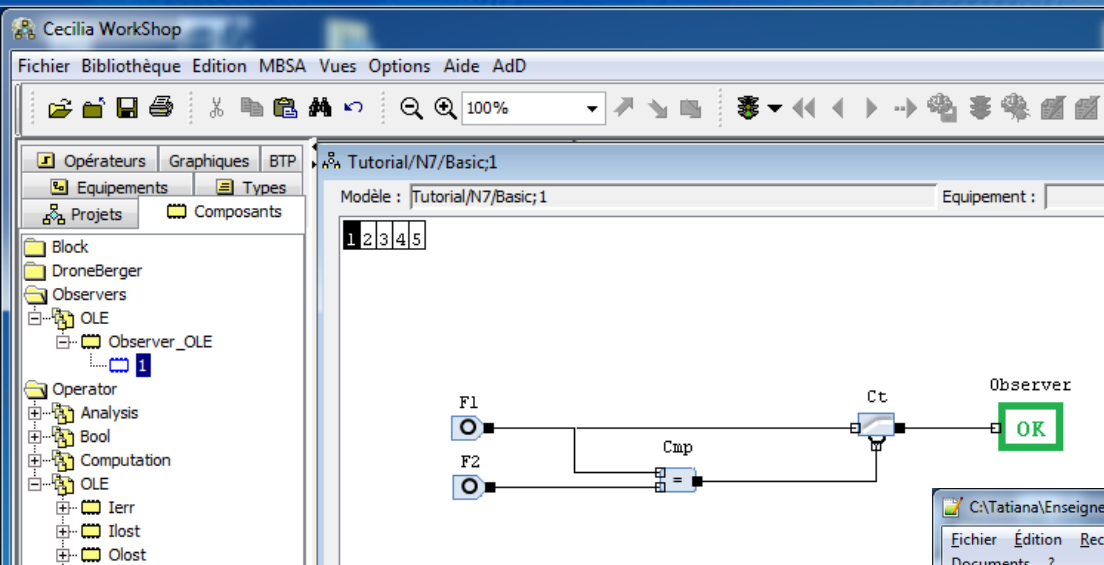 Cecilia WorkShop
Fichier Bibliothèque Edition MBSA Vues Options Aide AdD
100%
Opérateurs Graphiques BTP
Equipements Types
Projets Composants
Tutorial/N7/Basic;1
Modèle : Tutorial/N7/Basic;1 Equipement :
1 2 3 4 5
Block
DroneBerger
Observers
OLE
Observer_OLE
1
Operator
Analysis
Bool
Computation
OLE
Ierr
Ilost
Olost
F1
F2
Cmp
=
Ct
Observer
OK
C:\Tatiana\Enseigne
Fichier Édition Rec
Documents ?